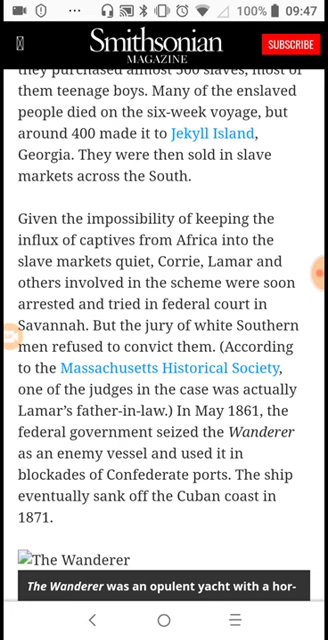 100% 09:47
Smithsonian
MAGAZINE
SUBSCRIBE
they purchased almost 500 slaves, most of
them teenage boys. Many of the enslaved
people died on the six-week voyage, but
around 400 made it to Jekyll Island,
Georgia. They were then sold in slave
markets across the South.
Given the impossibility of keeping the
influx of captives from Africa into the
slave markets quiet, Corrie, Lamar and
others involved in the scheme were soon
arrested and tried in federal court in
Savannah. But the jury of white Southern
men refused to convict them. (According
to the Massachusetts Historical Society,
one of the judges in the case was actually
Lamar’s father-in-law.) In May 1861, the
federal government seized the Wanderer
as an enemy vessel and used it in
blockades of Confederate ports. The ship
eventually sank off the Cuban coast in
1871.
The Wanderer
The Wanderer was an opulent yacht with a hor-